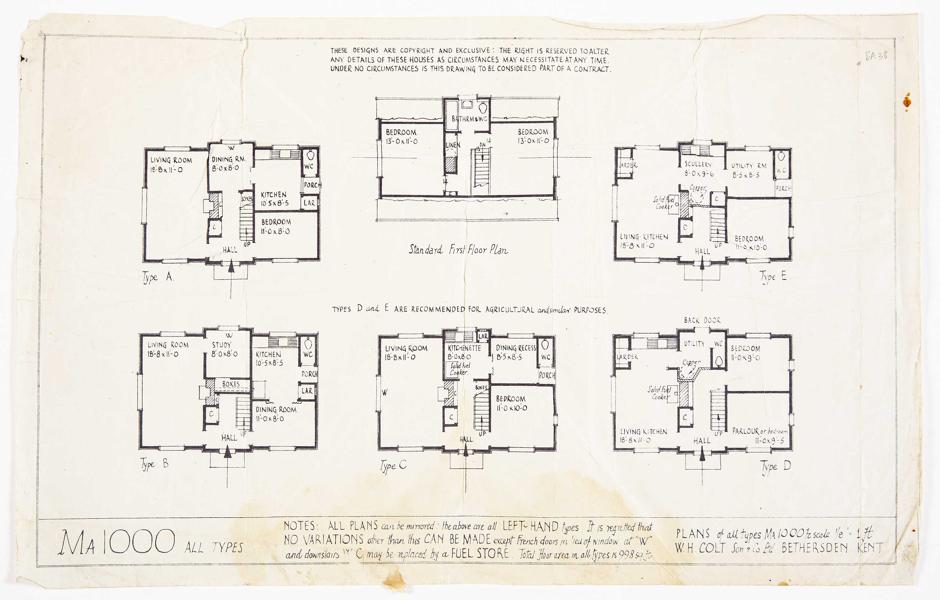 THESE DESIGNS ARE COPYRIGHT AND EXCLUSIVE : THE RIGHT IS RESERVED TO ALTER
ANY DETAILS OF THESE HOUSES AS CIRCUMSTANCES MAY NECESSITATE AT ANY TIME.
UNDER NO CIRCUMSTANCES IS THIS DRAWING TO BE CONSIDERED PART OF A CONTRACT.
LIVING ROOM
18-8 x 11-0
DINING RM.
8-0 x 8-0
W
WC
PORCH
LAR
KITCHEN
10-5 x 8-5
BEDROOM
11-0 x 8-0
C
UP
HALL
Type A.
BATHRM & WC
BEDROOM
13-0 x 11-0
LINEN
DN
BEDROOM
13-0 x 11-0
Standard First Floor Plan.
LARDER
SCULLERY
8-0 x 9-6
UTILITY RM
8-5 x 8-5
WC
PORCH
Copper
Solid fuel
Cooker
C
C
LIVING-KITCHEN
18-8 x 11-0
UP
HALL
BEDROOM
11-0 x 10-0
Type E
TYPES D and E ARE RECOMMENDED FOR AGRICULTURAL and similar PURPOSES.
LIVING ROOM
18-8 x 11-0
W
STUDY
8-0 x 8-0
KITCHEN
10-5 x 8-5
WC
PORCH
LAR
BOXES
C
DINING ROOM
11-0 x 8-0
UP
HALL
Type B
LIVING ROOM
18-8 x 11-0
W
LAR
KITCHENETTE
8-0 x 8-0
Solid fuel
Cooker
DINING RECESS
8-5 x 8-5
WC
PORCH
BOXES
C
BEDROOM
11-0 x 10-0
UP
HALL
Type C
BACK DOOR
LARDER
UTILITY
WC
Copper
BEDROOM
11-0 x 9-0
Solid fuel
Cooker
C
LIVING KITCHEN
18-8 x 11-0
UP
HALL
PARLOUR or bedroom
11-0 x 9-5
Type D
MA 1000 ALL TYPES
NOTES: ALL PLANS can be mirrored : the above are all LEFT-HAND types It is regretted that
NO VARIATIONS other than this CAN BE MADE except French doors in lieu of window at "W"
and downstairs "C" may be replaced by a FUEL STORE. Total floor area in all types is 998 sq. ft.
PLANS of all types MA 1000 scale 1/8" - 1 ft
W. H. COLT Son & Co Ltd BETHERSDEN KENT